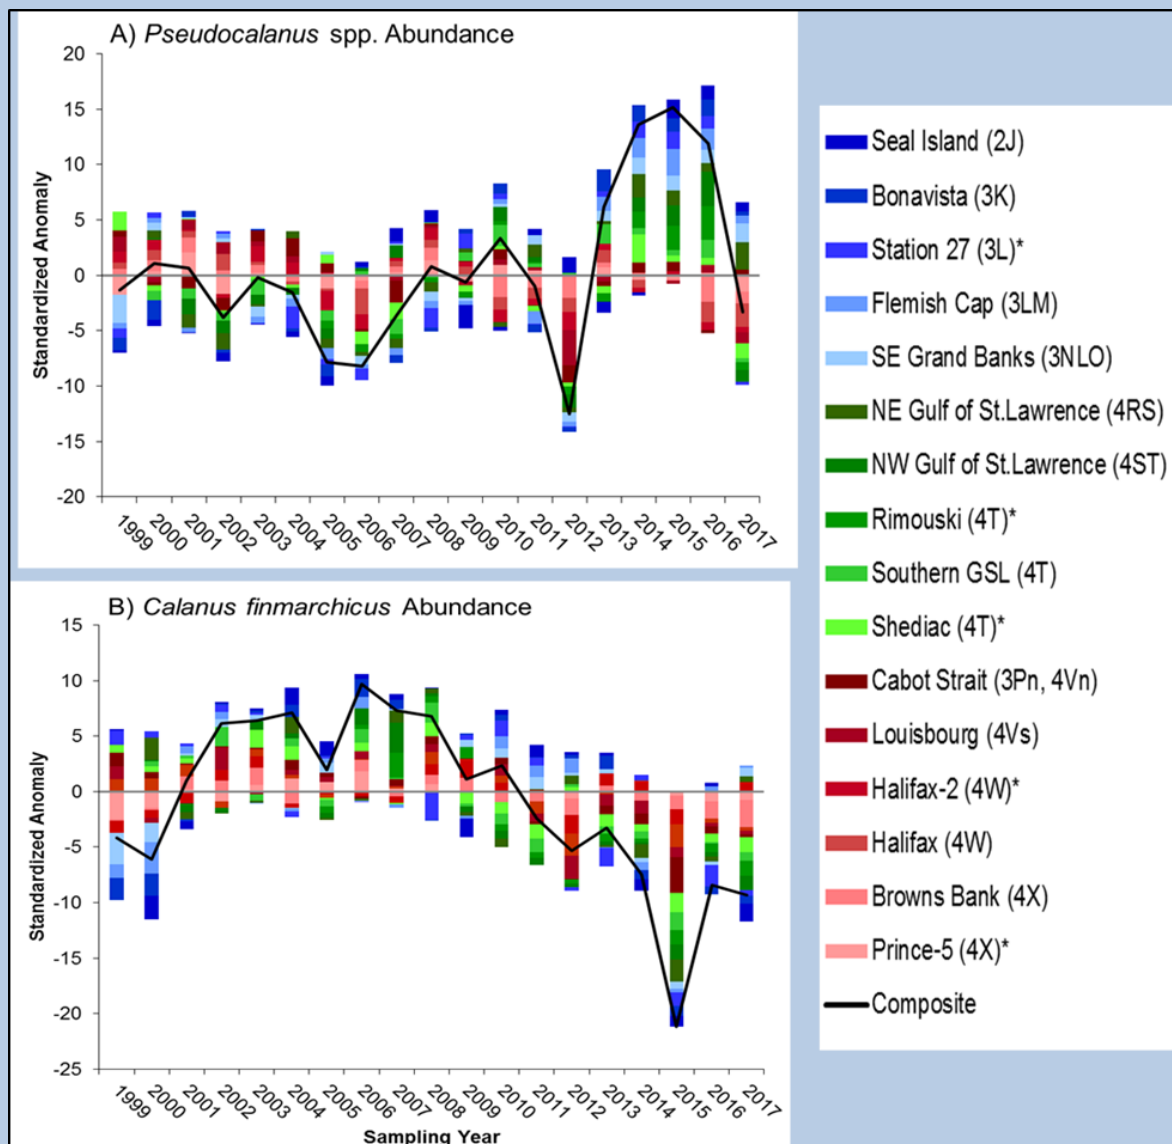 A) Pseudocalanus spp. Abundance
20
15
10
5
0
-5
-10
-15
-20
Standardized Anomaly
1999
2000
2001
2002
2003
2004
2005
2006
2007
2008
2009
2010
2011
2012
2013
2014
2015
2016
2017
B) Calanus finmarchicus Abundance
15
10
5
0
-5
-10
-15
-20
-25
Standardized Anomaly
1999
2000
2001
2002
2003
2004
2005
2006
2007
2008
2009
2010
2011
2012
2013
2014
2015
2016
2017
Sampling Year
Seal Island (2J)
Bonavista (3K)
Station 27 (3L)*
Flemish Cap (3LM)
SE Grand Banks (3NLO)
NE Gulf of St.Lawrence (4RS)
NW Gulf of St.Lawrence (4ST)
Rimouski (4T)*
Southern GSL (4T)
Shediac (4T)*
Cabot Strait (3Pn, 4Vn)
Louisbourg (4Vs)
Halifax-2 (4W)*
Halifax (4W)
Browns Bank (4X)
Prince-5 (4X)*
Composite